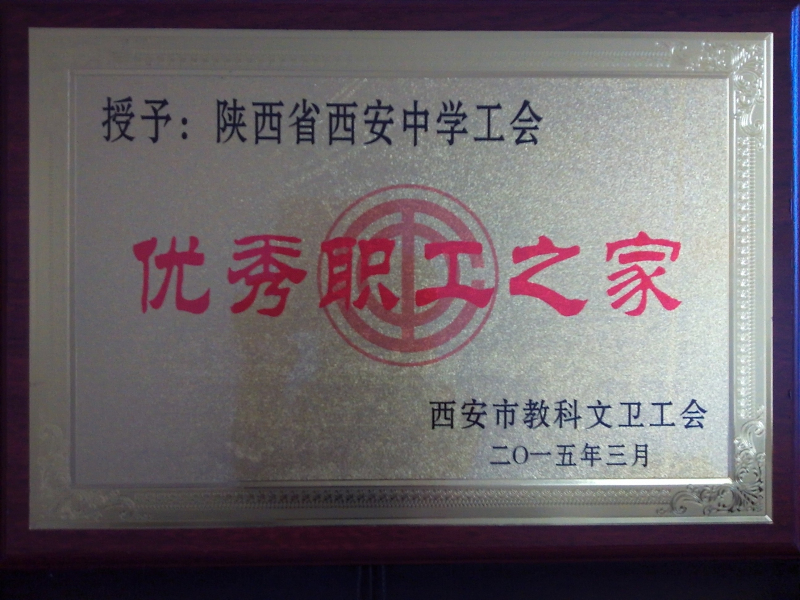 授予：陕西省西安中学工会
优秀职工之家
西安市教科文卫工会
二〇一五年三月